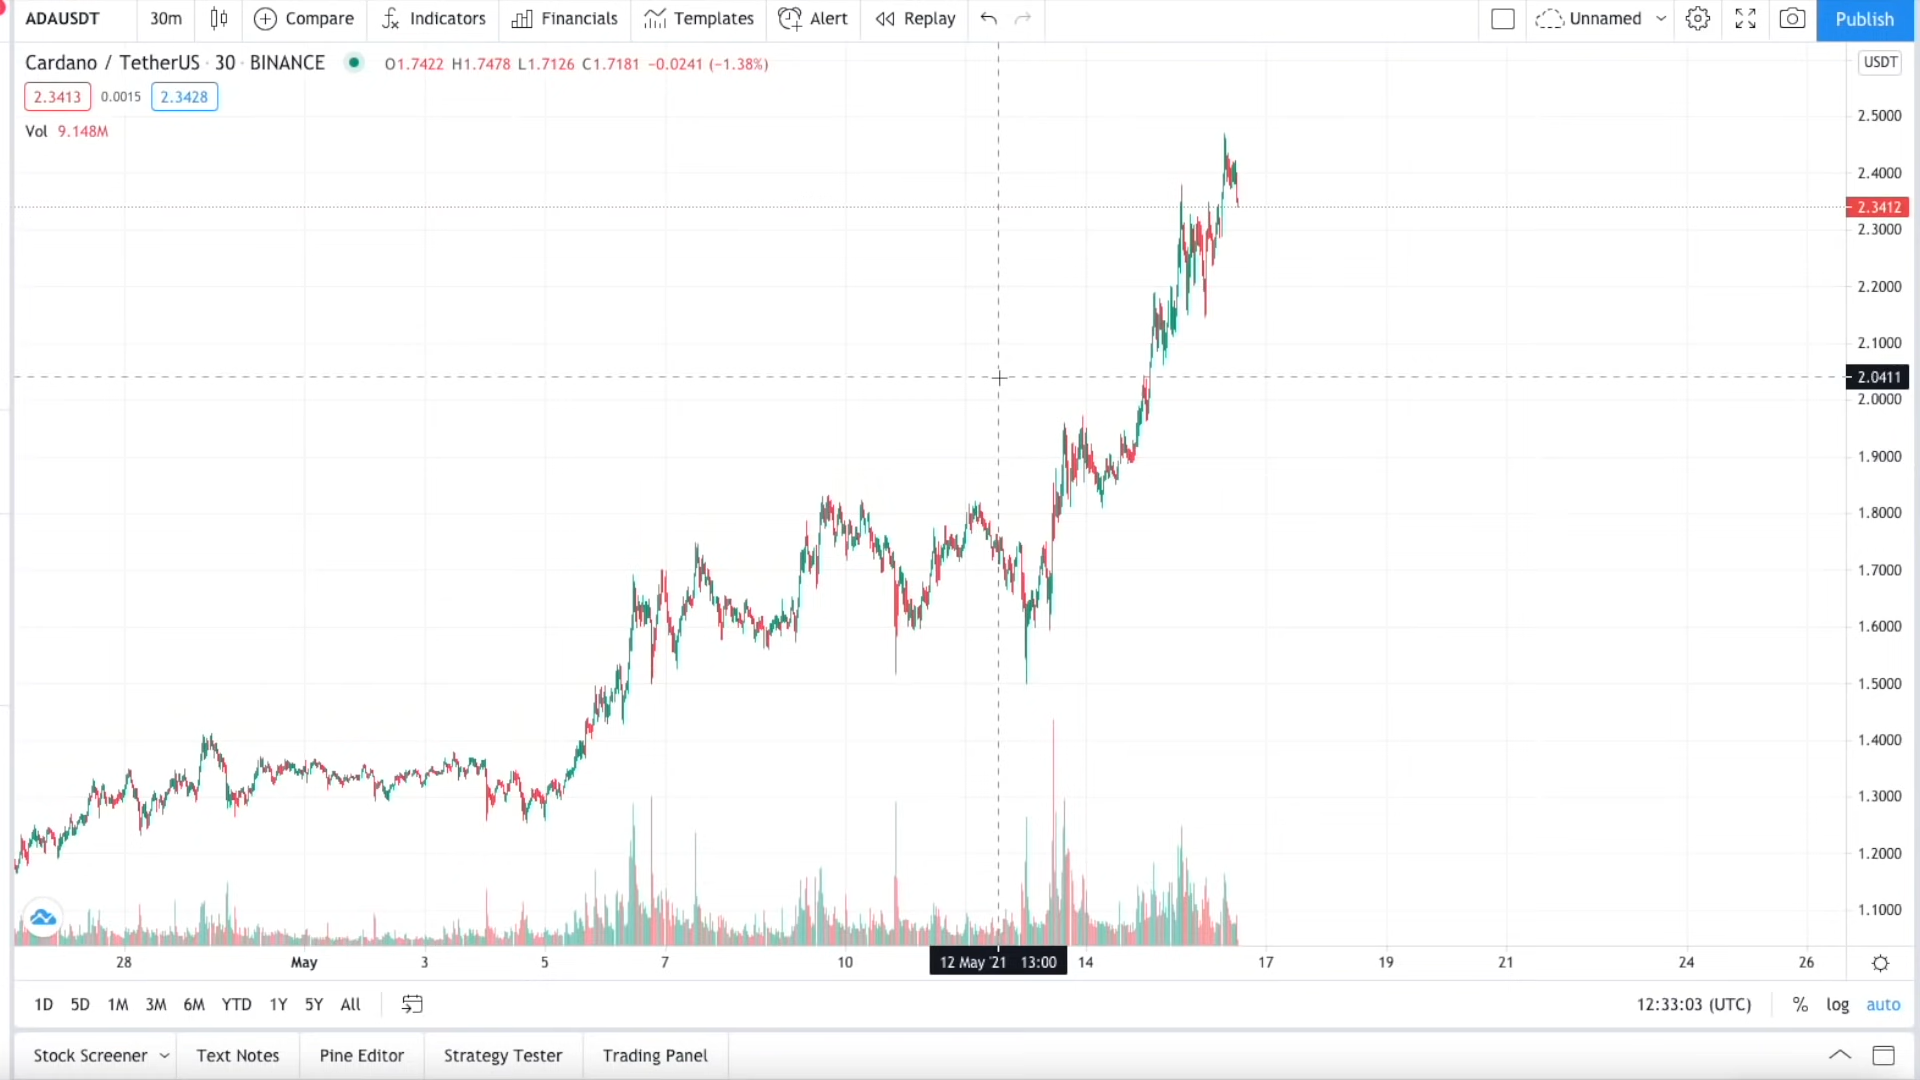 ADAUSDT 30m Compare Indicators Financials Templates Alert Replay Unnamed Publish
Cardano / TetherUS · 30 · BINANCE O1.7422 H1.7478 L1.7126 C1.7181 −0.0241 (−1.38%) USDT
2.3413 0.0015 2.3428
Vol 9.148M
2.5000
2.4000
2.3412
2.3000
2.2000
2.1000
2.0411
2.0000
1.9000
1.8000
1.7000
1.6000
1.5000
1.4000
1.3000
1.2000
1.1000
28 May 3 5 7 10 12 May '21 13:00 14 17 19 21 24 26
1D 5D 1M 3M 6M YTD 1Y 5Y All 12:33:03 (UTC) % log auto
Stock Screener Text Notes Pine Editor Strategy Tester Trading Panel